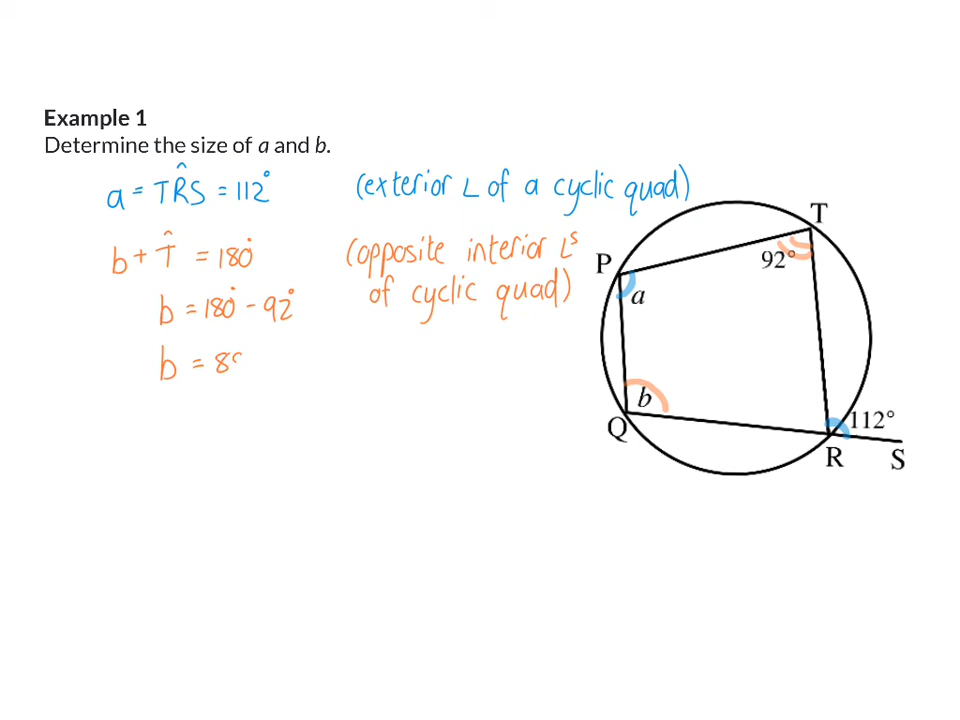 Example 1
Determine the size of a and b.
a = TR̂S = 112° (exterior ∠ of a cyclic quad)
b + T̂ = 180° (opposite interior ∠s
of cyclic quad)
b = 180° - 92°
b = 8
T
92°
P
a
b
Q
112°
R
S